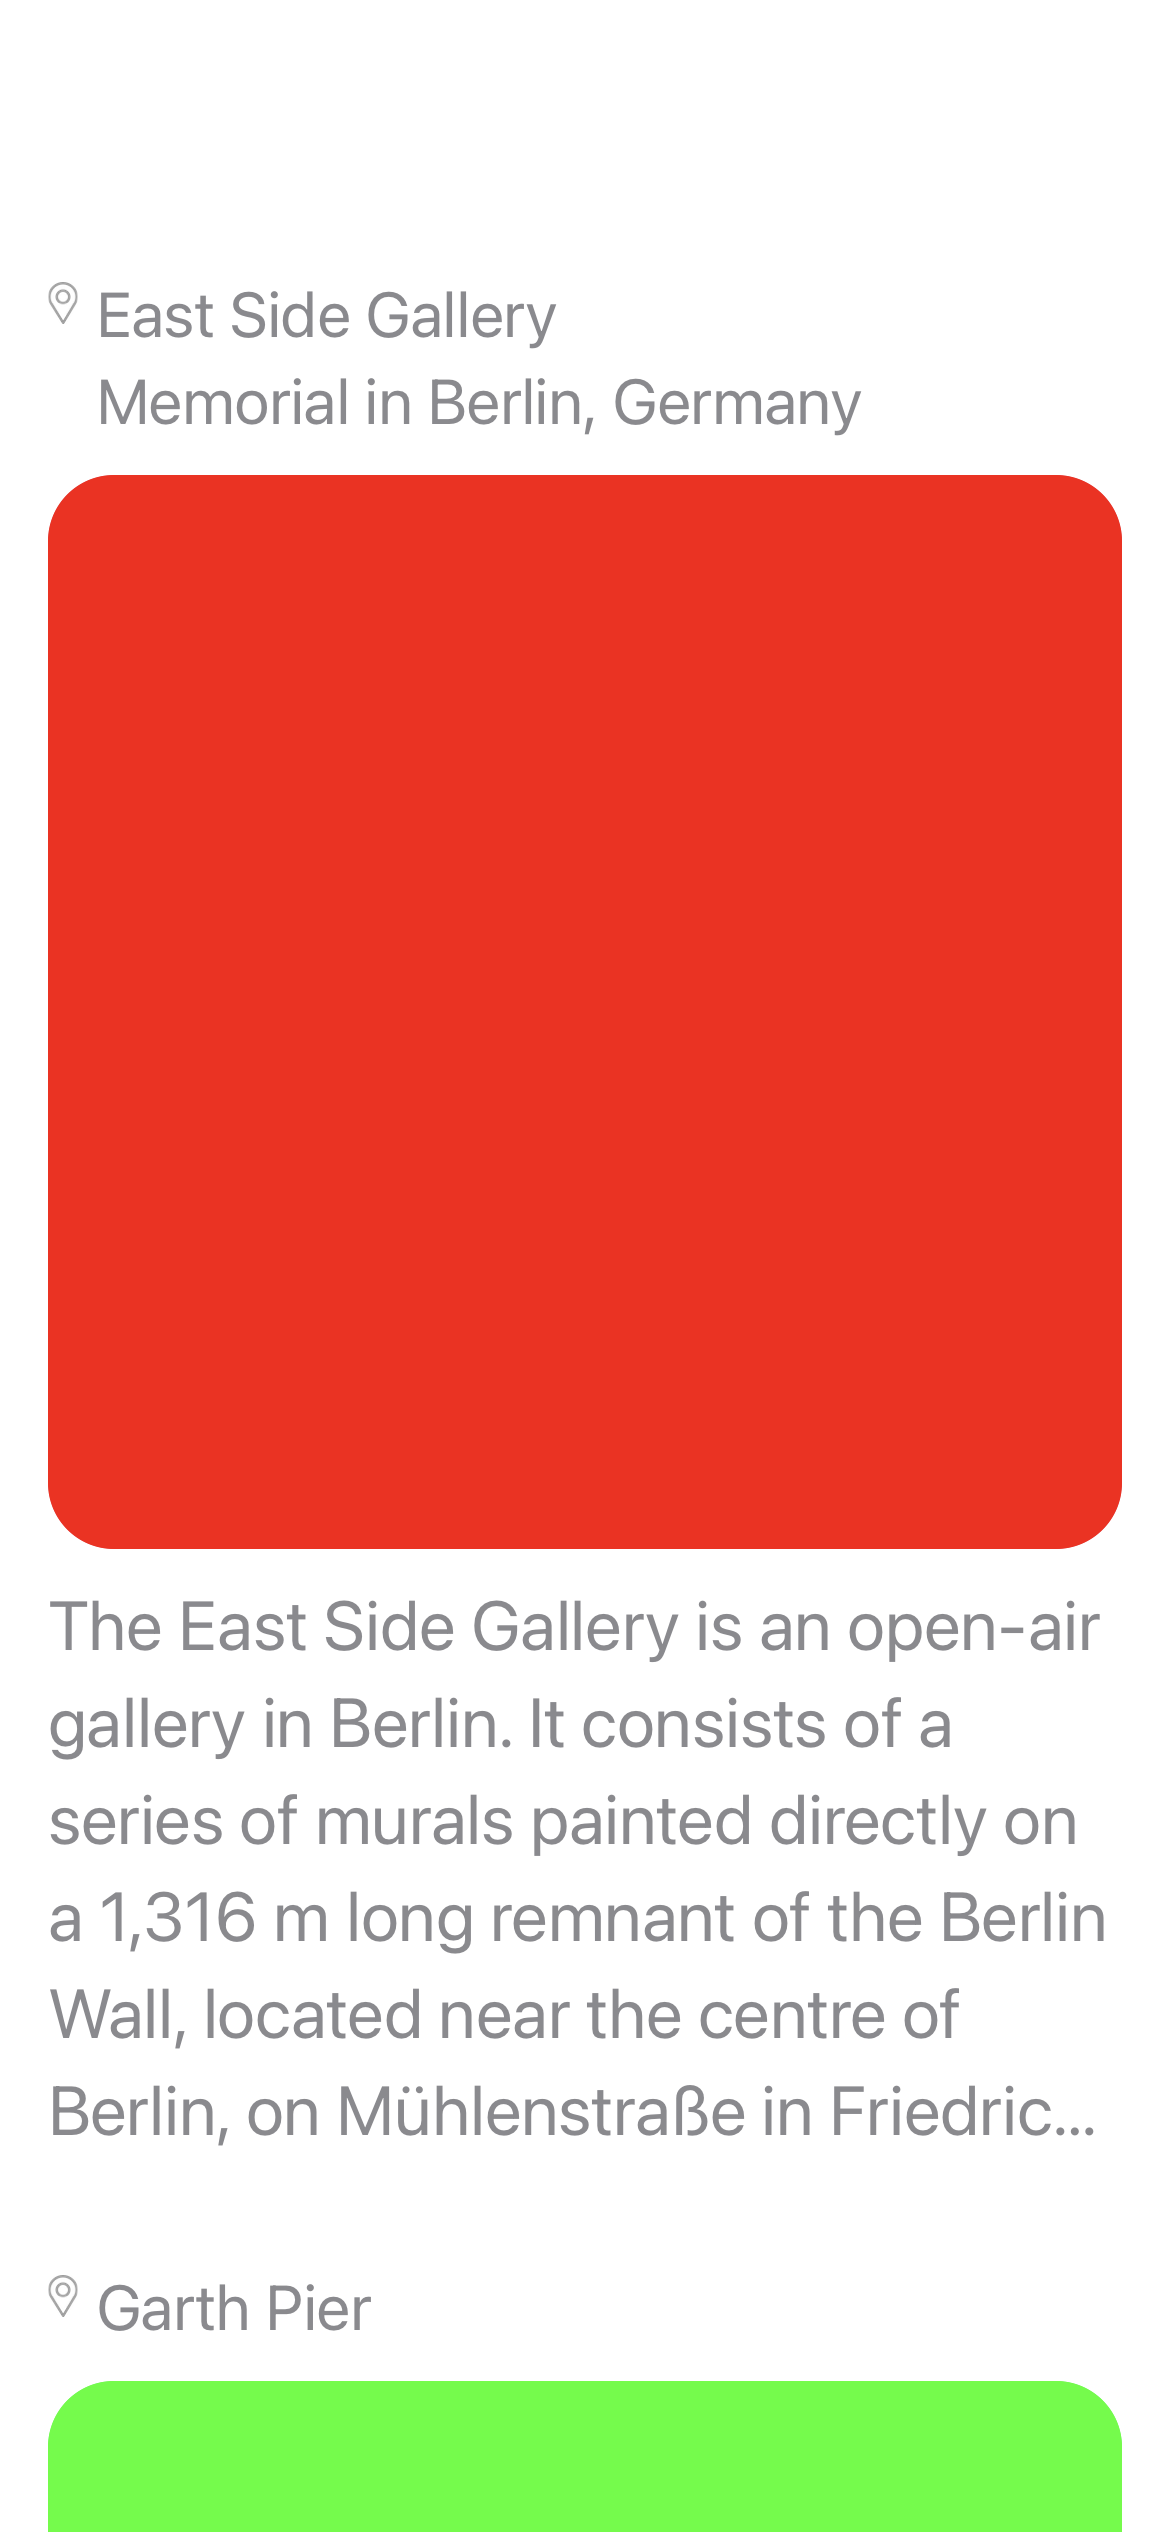 East Side Gallery
Memorial in Berlin, Germany
The East Side Gallery is an open-air
gallery in Berlin. It consists of a
series of murals painted directly on
a 1,316 m long remnant of the Berlin
Wall, located near the centre of
Berlin, on Mühlenstraße in Friedric...
Garth Pier